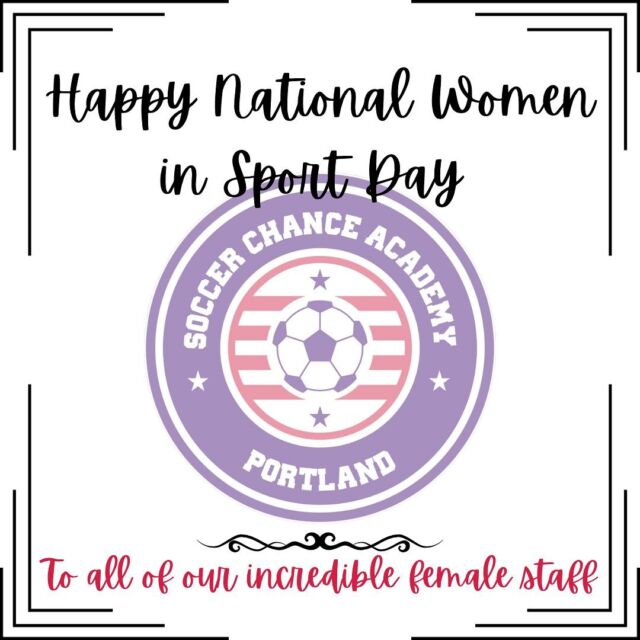 Happy National Women
in Sport Day
SOCCER CHANCE ACADEMY
PORTLAND
To all of our incredible female staff